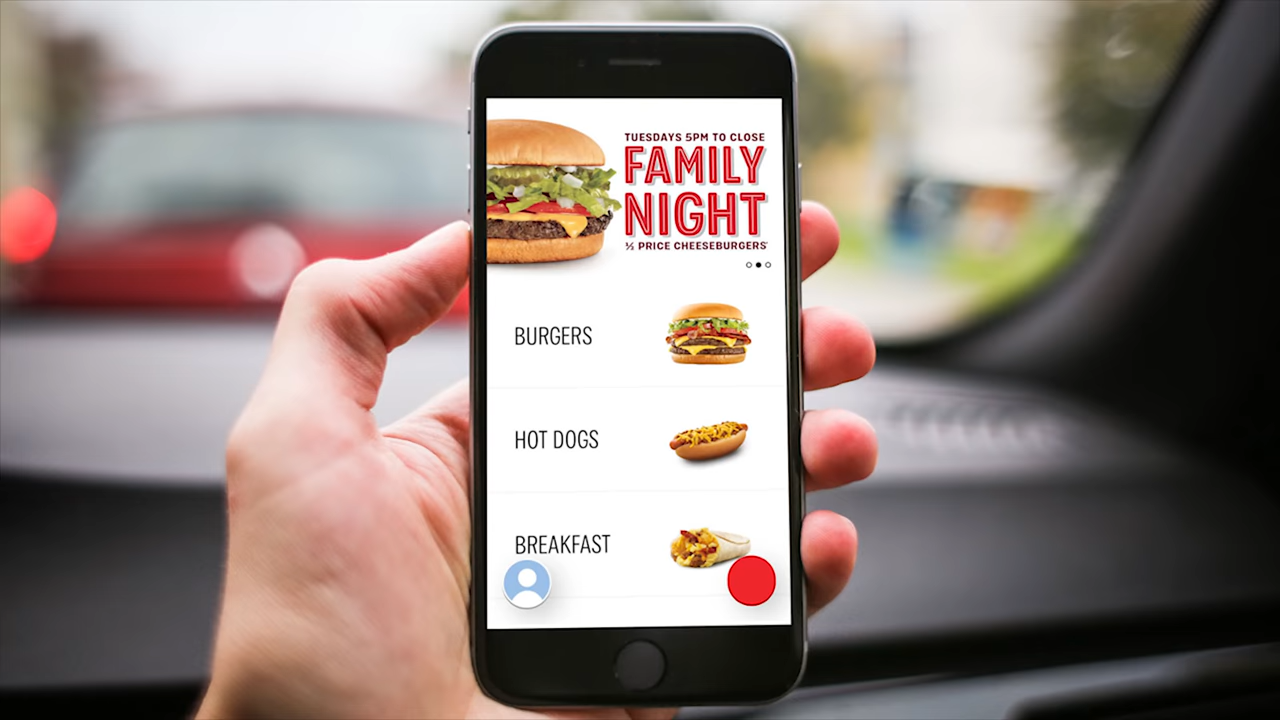 TUESDAYS 5PM TO CLOSE
FAMILY
NIGHT
½ PRICE CHEESEBURGERS
BURGERS
HOT DOGS
BREAKFAST